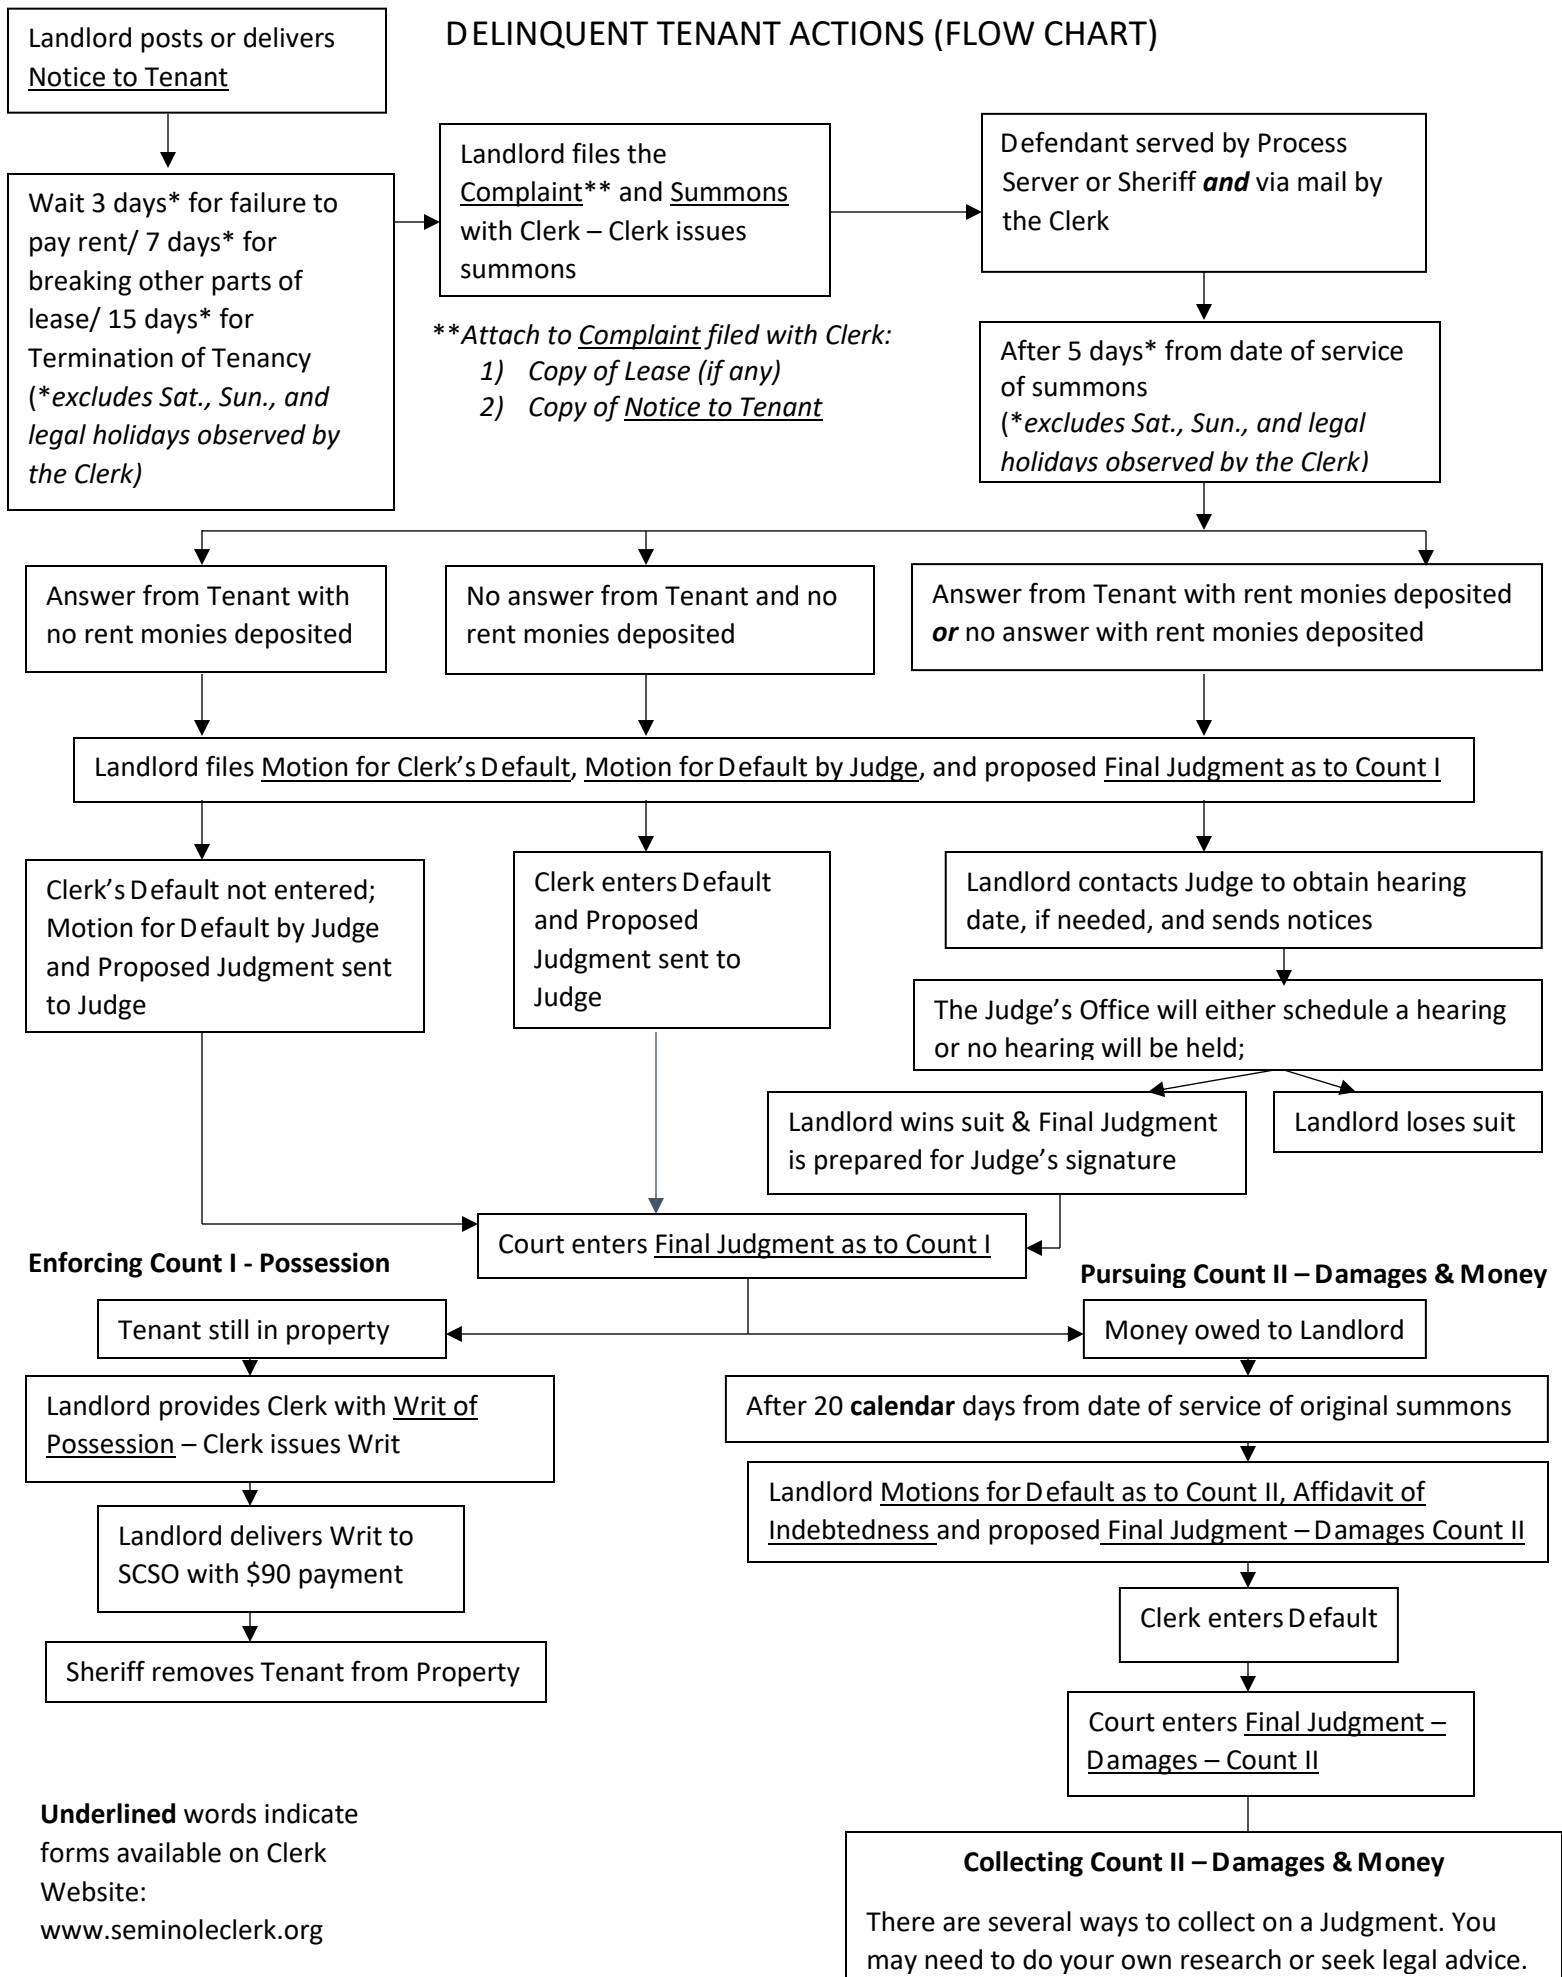 DELINQUENT TENANT ACTIONS (FLOW CHART)
Landlord posts or delivers
Notice to Tenant
Wait 3 days* for failure to
pay rent/ 7 days* for
breaking other parts of
lease/ 15 days* for
Termination of Tenancy
(*excludes Sat., Sun., and
legal holidays observed by
the Clerk)
Landlord files the
Complaint** and Summons
with Clerk – Clerk issues
summons
**Attach to Complaint filed with Clerk:
1) Copy of Lease (if any)
2) Copy of Notice to Tenant
Defendant served by Process
Server or Sheriff and via mail by
the Clerk
After 5 days* from date of service
of summons
(*excludes Sat., Sun., and legal
holidays observed by the Clerk)
Answer from Tenant with
no rent monies deposited
No answer from Tenant and no
rent monies deposited
Answer from Tenant with rent monies deposited
or no answer with rent monies deposited
Landlord files Motion for Clerk’s Default, Motion for Default by Judge, and proposed Final Judgment as to Count I
Clerk’s Default not entered;
Motion for Default by Judge
and Proposed Judgment sent
to Judge
Clerk enters Default
and Proposed
Judgment sent to
Judge
Landlord contacts Judge to obtain hearing
date, if needed, and sends notices
The Judge’s Office will either schedule a hearing
or no hearing will be held;
Landlord wins suit & Final Judgment
is prepared for Judge’s signature
Landlord loses suit
Court enters Final Judgment as to Count I
Enforcing Count I - Possession
Tenant still in property
Landlord provides Clerk with Writ of
Possession – Clerk issues Writ
Landlord delivers Writ to
SCSO with $90 payment
Sheriff removes Tenant from Property
Pursuing Count II – Damages & Money
Money owed to Landlord
After 20 calendar days from date of service of original summons
Landlord Motions for Default as to Count II, Affidavit of
Indebtedness and proposed Final Judgment – Damages Count II
Clerk enters Default
Court enters Final Judgment –
Damages – Count II
Underlined words indicate
forms available on Clerk
Website:
www.seminoleclerk.org
Collecting Count II – Damages & Money
There are several ways to collect on a Judgment. You
may need to do your own research or seek legal advice.